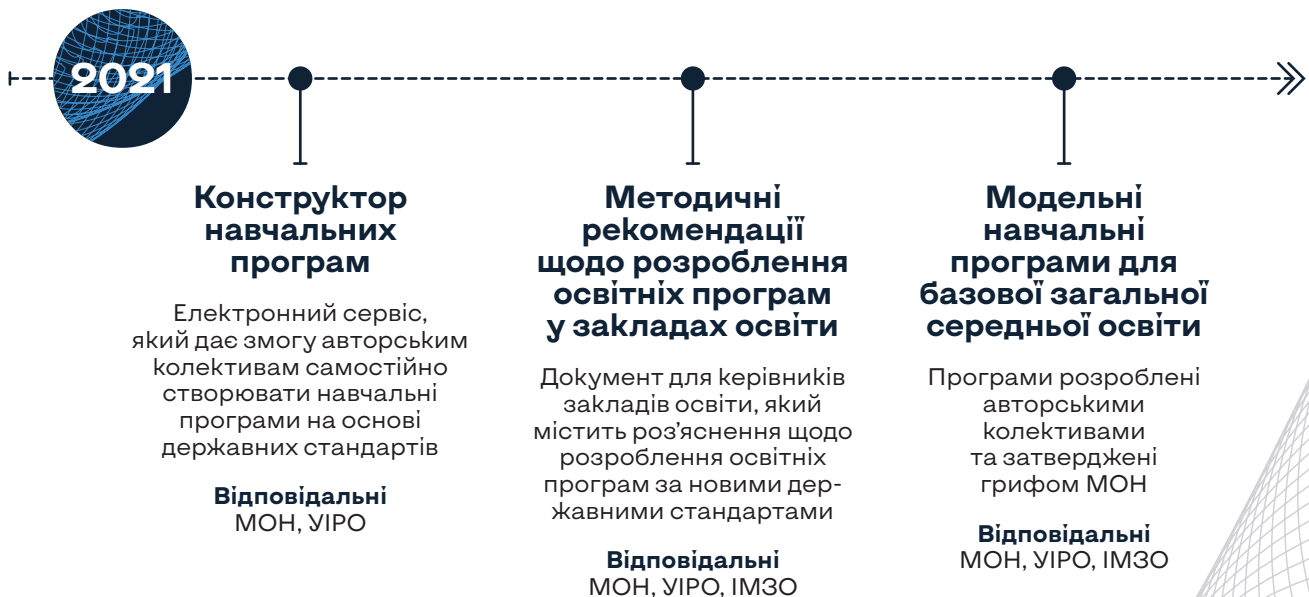 2021
Конструктор
навчальних
програм
Електронний сервіс,
який дає змогу авторським
колективам самостійно
створювати навчальні
програми на основі
державних стандартів
Відповідальні
МОН, УІРО
Методичні
рекомендації
щодо розроблення
освітніх програм
у закладах освіти
Документ для керівників
закладів освіти, який
містить роз’яснення щодо
розроблення освітніх
програм за новими дер-
жавними стандартами
Відповідальні
МОН, УІРО, ІМЗО
Модельні
навчальні
програми для
базової загальної
середньої освіти
Програми розроблені
авторськими
колективами
та затверджені
грифом МОН
Відповідальні
МОН, УІРО, ІМЗО